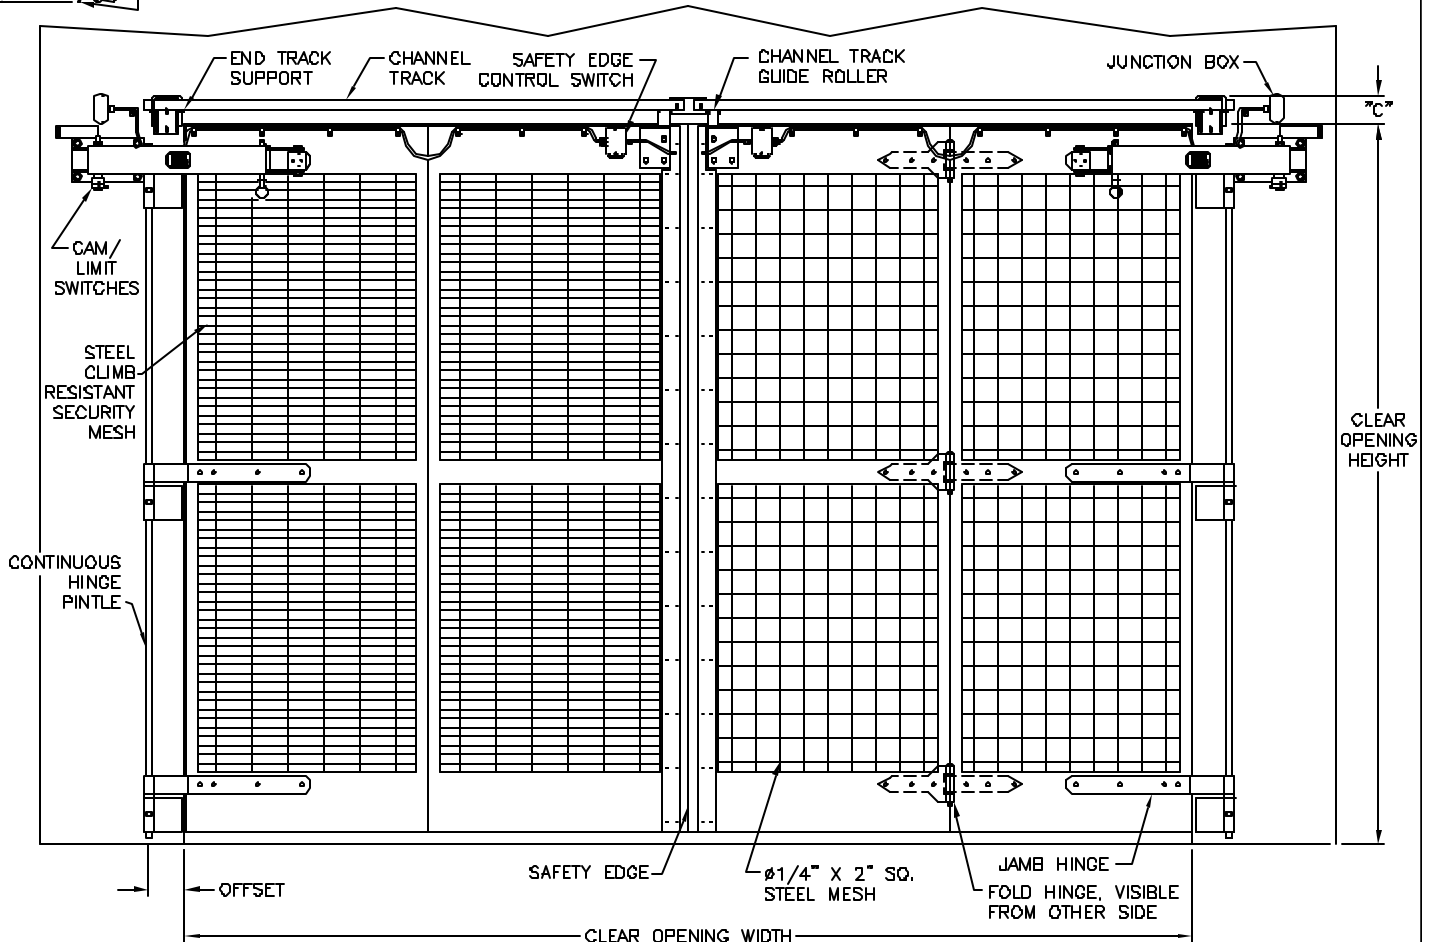 END TRACK
SUPPORT
CHANNEL
TRACK
SAFETY EDGE
CONTROL SWITCH
CHANNEL TRACK
GUIDE ROLLER
JUNCTION BOX
"C"
CAM/
LIMIT
SWITCHES
STEEL
CLIMB
RESISTANT
SECURITY
MESH
CLEAR
OPENING
HEIGHT
CONTINUOUS
HINGE
PINTLE
SAFETY EDGE
ø1/4" X 2" SQ.
STEEL MESH
JAMB HINGE
FOLD HINGE, VISIBLE
FROM OTHER SIDE
OFFSET
CLEAR OPENING WIDTH